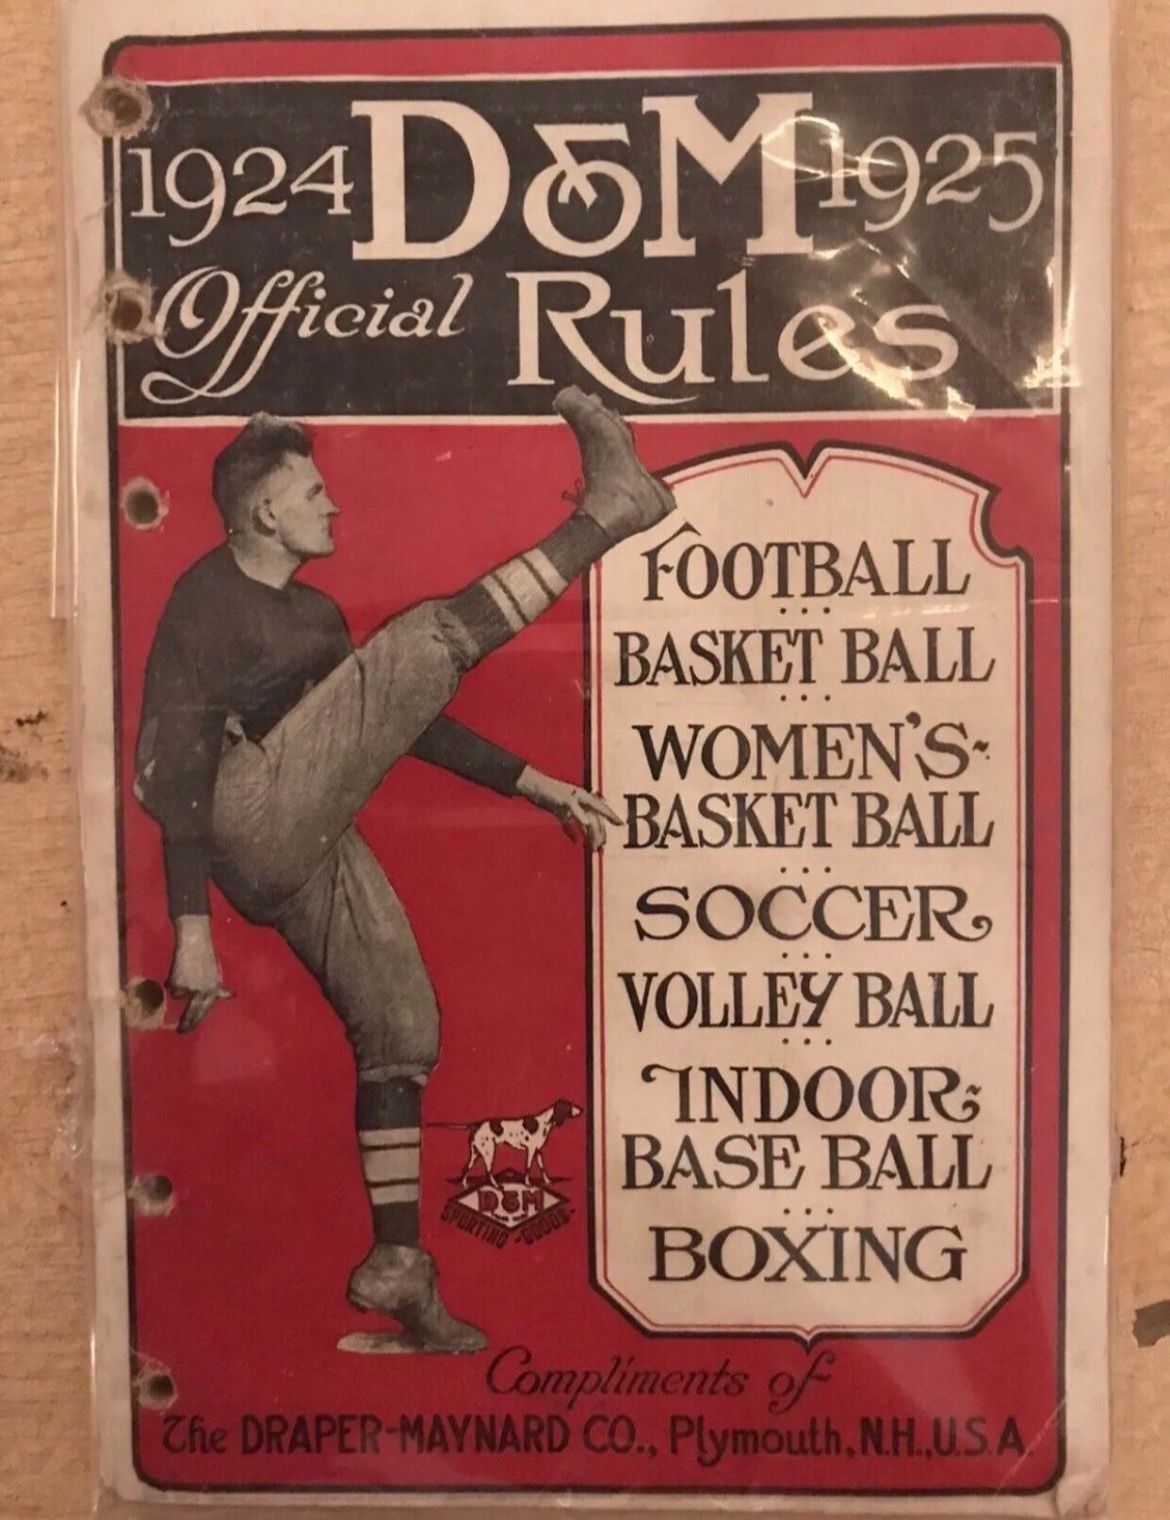 1924 D&M 1925
Official Rules
FOOTBALL
BASKET BALL
WOMEN'S-
BASKET BALL
SOCCER
VOLLEY BALL
INDOOR-
BASE BALL
BOXING
D&M
SPORTING -GOODS-
Compliments of
The DRAPER-MAYNARD CO., Plymouth, N.H., U.S.A.